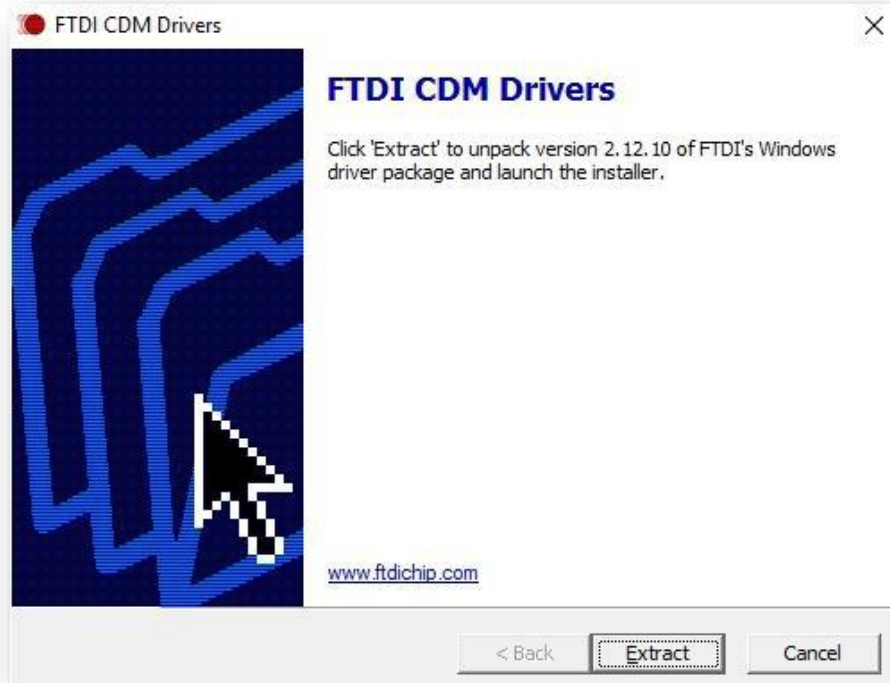 FTDI CDM Drivers
FTDI CDM Drivers
Click 'Extract' to unpack version 2.12.10 of FTDI's Windows
driver package and launch the installer.
www.ftdichip.com
< Back
Extract
Cancel